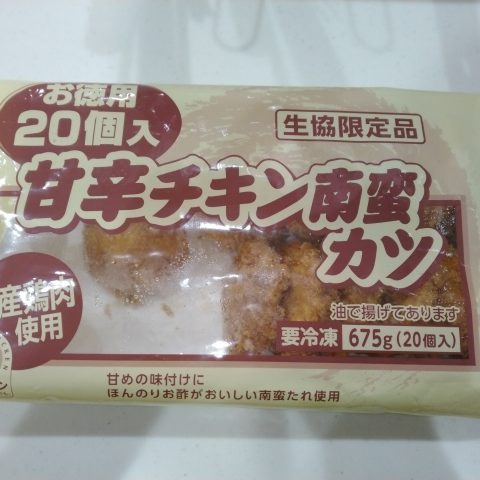 お徳用
20個入
生協限定品
甘辛チキン南蛮
カツ
産鶏肉
使用
油で揚げてあります
要冷凍 675g(20個入)
甘めの味付けに
ほんのりお酢がおいしい南蛮たれ使用